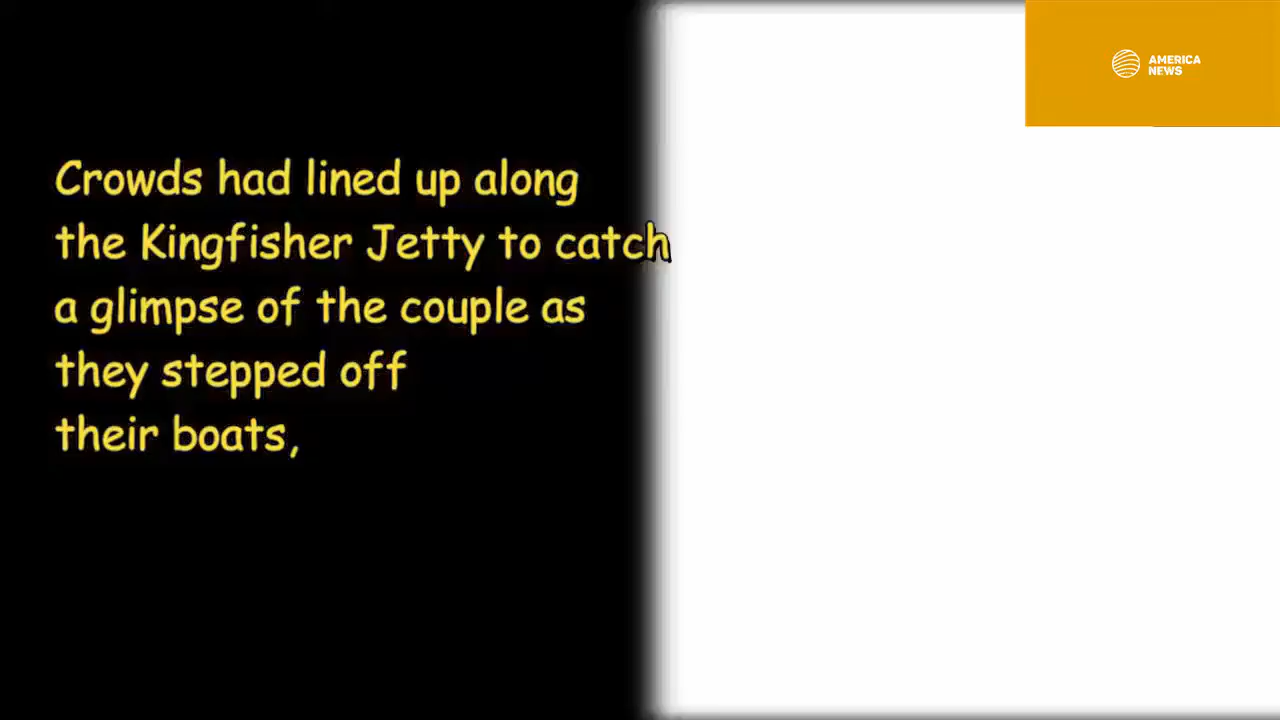 AMERICA
NEWS
Crowds had lined up along
the Kingfisher Jetty to catch
a glimpse of the couple as
they stepped off
their boats,